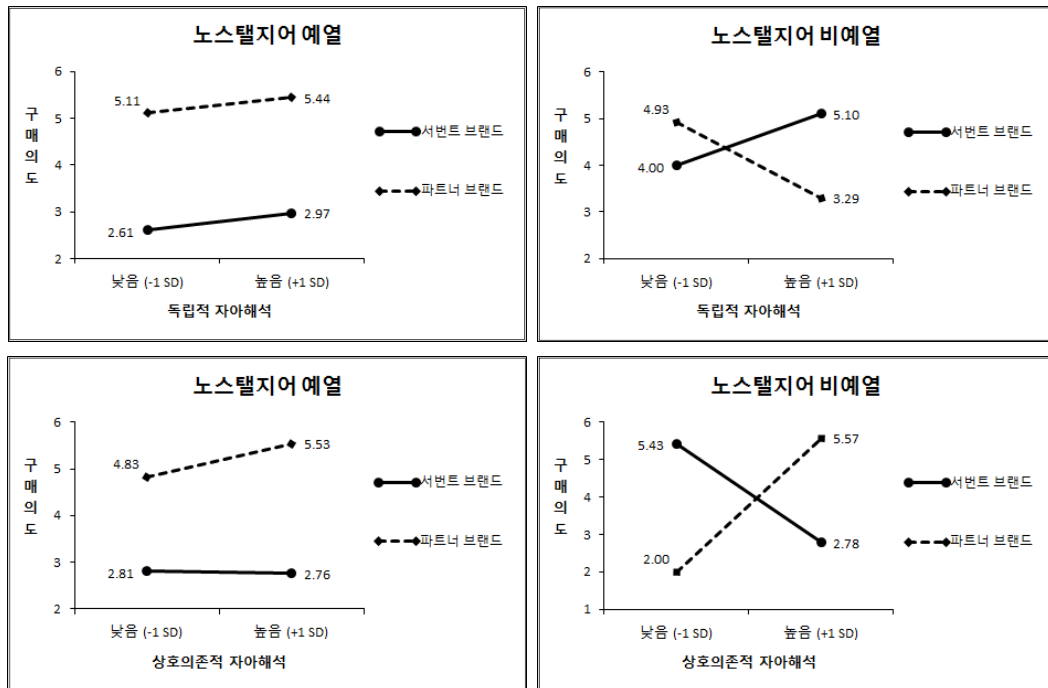 노스탤지어 예열
구매의도
6
5
4
3
2
5.11
5.44
2.61
2.97
서번트 브랜드
파트너 브랜드
낮음 (-1 SD)
높음 (+1 SD)
독립적 자아해석
노스탤지어 비예열
구매의도
6
5
4
3
2
4.93
5.10
4.00
3.29
서번트 브랜드
파트너 브랜드
낮음 (-1 SD)
높음 (+1 SD)
독립적 자아해석
노스탤지어 예열
구매의도
6
5
4
3
2
4.83
5.53
2.81
2.76
서번트 브랜드
파트너 브랜드
낮음 (-1 SD)
높음 (+1 SD)
상호의존적 자아해석
노스탤지어 비예열
구매의도
6
5
4
3
2
1
5.43
5.57
2.00
2.78
서번트 브랜드
파트너 브랜드
낮음 (-1 SD)
높음 (+1 SD)
상호의존적 자아해석